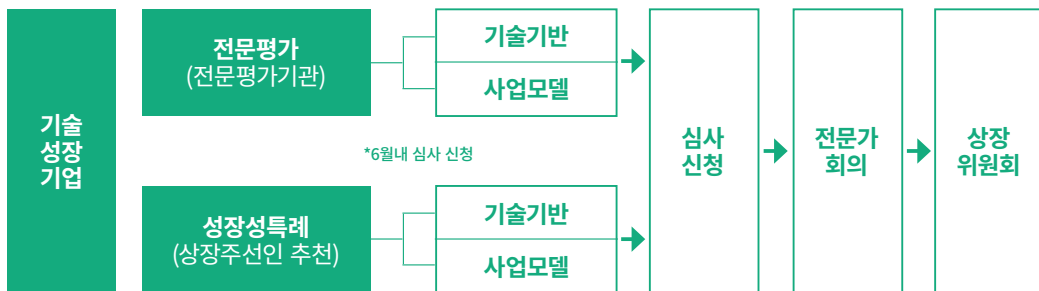 기술
성장
기업
전문평가
(전문평가기관)
기술기반
사업모델
*6월내 심사 신청
성장성특례
(상장주선인 추천)
기술기반
사업모델
심사
신청
전문가
회의
상장
위원회